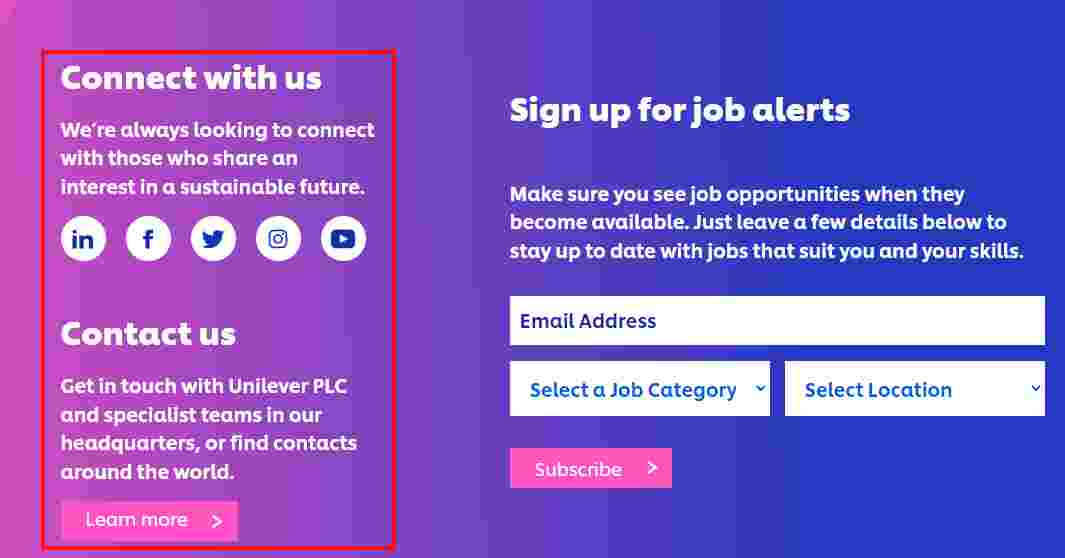 Connect with us
We're always looking to connect
with those who share an
interest in a sustainable future.
in f
Contact us
Get in touch with Unilever PLC
and specialist teams in our
headquarters, or find contacts
around the world.
Learn more >
Sign up for job alerts
Make sure you see job opportunities when they
become available. Just leave a few details below to
stay up to date with jobs that suit you and your skills.
Email Address
Select a Job Category
Select Location
Subscribe >